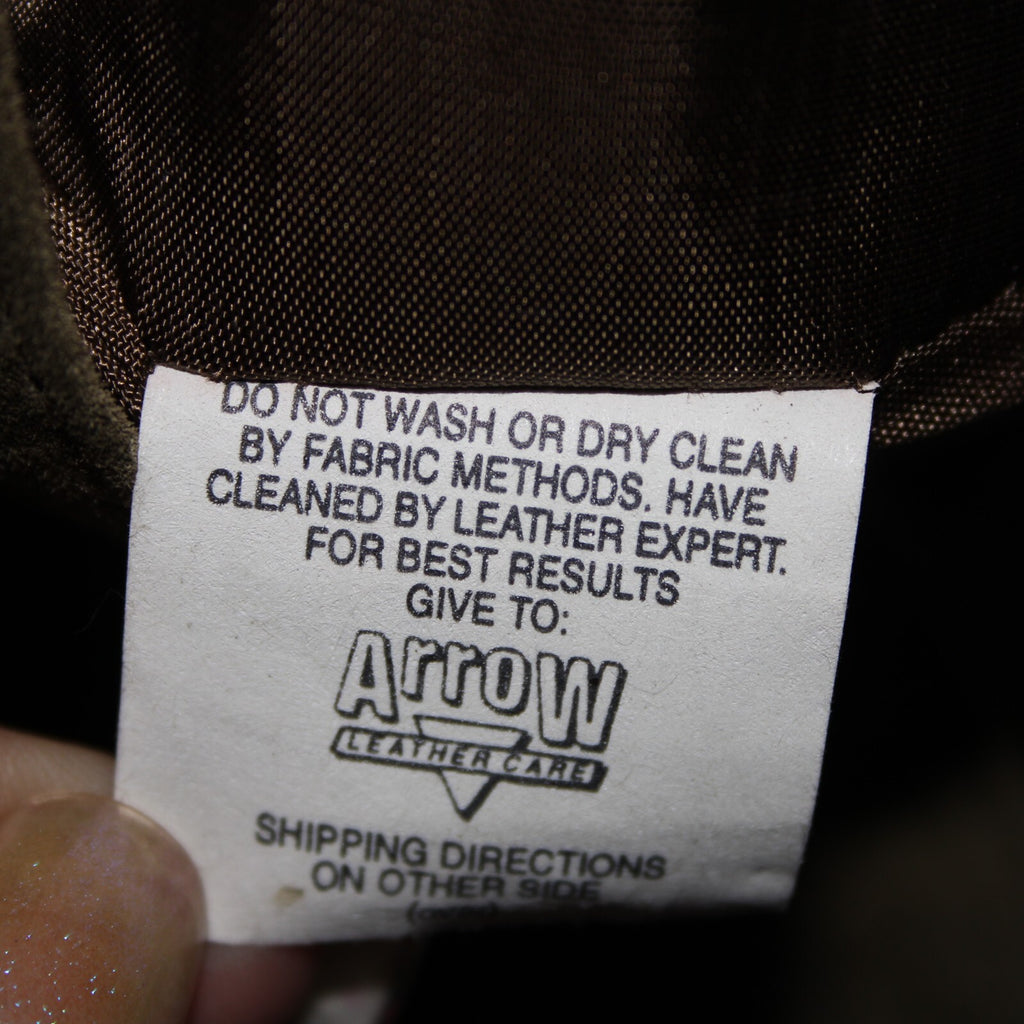 DO NOT WASH OR DRY CLEAN
BY FABRIC METHODS. HAVE
CLEANED BY LEATHER EXPERT.
FOR BEST RESULTS
GIVE TO:
ArroW
LEATHER CARE
SHIPPING DIRECTIONS
ON OTHER SIDE